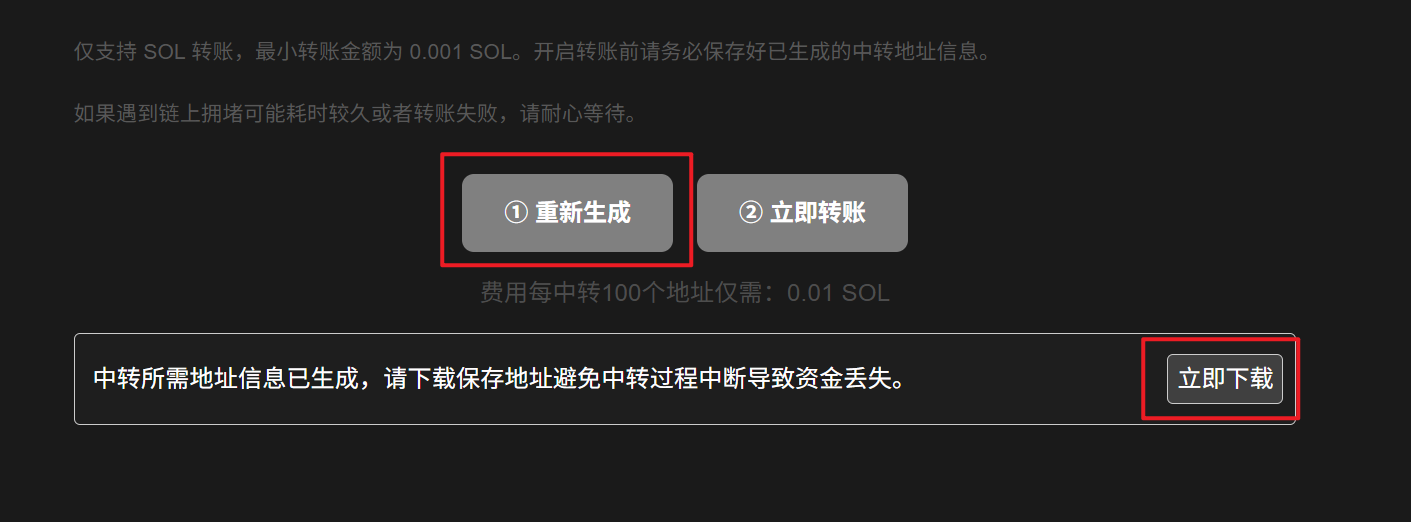 仅支持 SOL 转账，最小转账金额为 0.001 SOL。开启转账前请务必保存好已生成的中转地址信息。
如果遇到链上拥堵可能耗时较久或者转账失败，请耐心等待。
① 重新生成 ② 立即转账
费用每中转100个地址仅需：0.01 SOL
中转所需地址信息已生成，请下载保存地址避免中转过程中断导致资金丢失。 立即下载